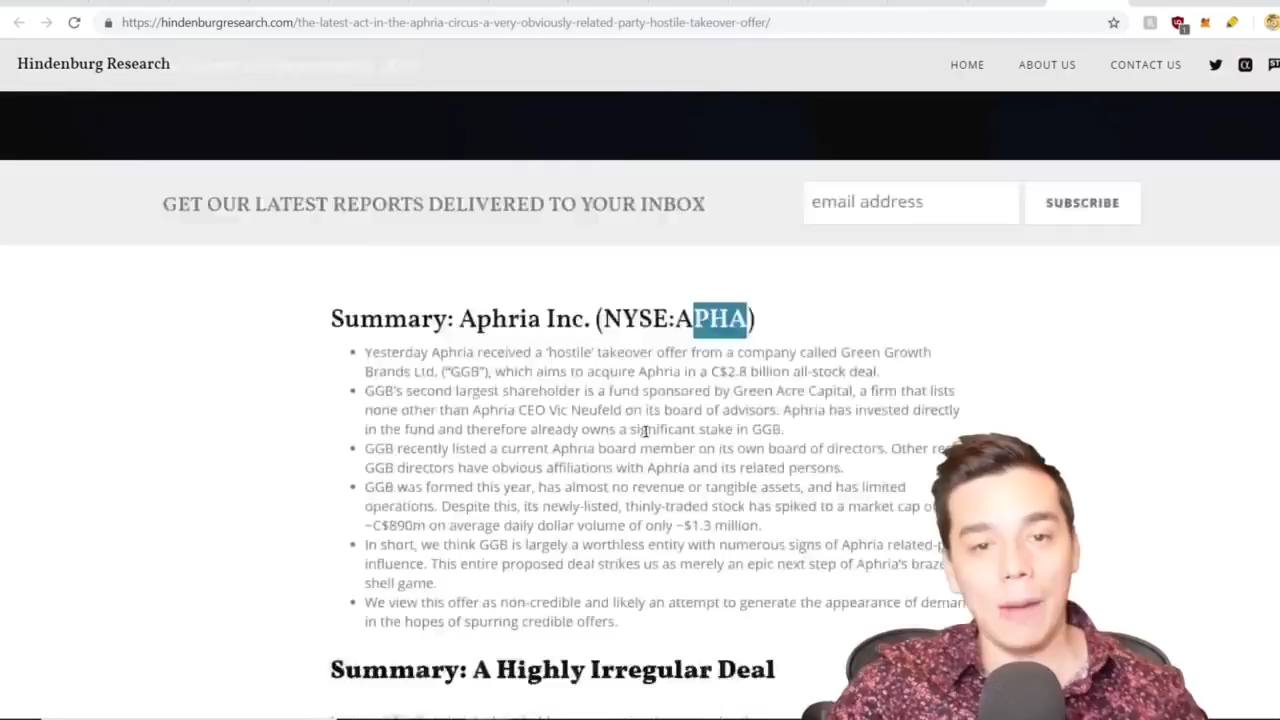 https://hindenburgresearch.com/the-latest-act-in-the-aphria-circus-a-very-obviously-related-party-hostile-takeover-offer/
1
Hindenburg Research
HOME
ABOUT US
CONTACT US
GET OUR LATEST REPORTS DELIVERED TO YOUR INBOX
email address
SUBSCRIBE
Summary: Aphria Inc. (NYSE:APHA)
Yesterday Aphria received a 'hostile' takeover offer from a company called Green Growth
Brands Ltd, ("GGB"), which aims to acquire Aphria in a C$2.8 billion all-stock deal.
GGB's second largest shareholder is a fund sponsored by Green Acre Capital, a firm that lists
none other than Aphria CEO Vic Neufeld on its board of advisors. Aphria has invested directly
in the fund and therefore already owns a significant stake in GGB.
GGB recently listed a current Aphria board member on its own board of directors. Other
GGB directors have obvious affiliations with Aphria and its related persons.
GGB was formed this year, has almost no revenue or tangible assets, and has limited
operations. Despite this, its newly-listed, thinly-traded stock has spiked to a market cap
~C$890m on average daily dollar volume of only ~$1.3 million.
In short, we think GGB is largely a worthless entity with numerous signs of Aphria related-
influence. This entire proposed deal strikes us as merely an epic next step of Aphria's
shell game.
We view this offer as non-credible and likely an attempt to generate the appearance of
in the hopes of spurring credible offers.
Summary: A Highly Irregular Deal